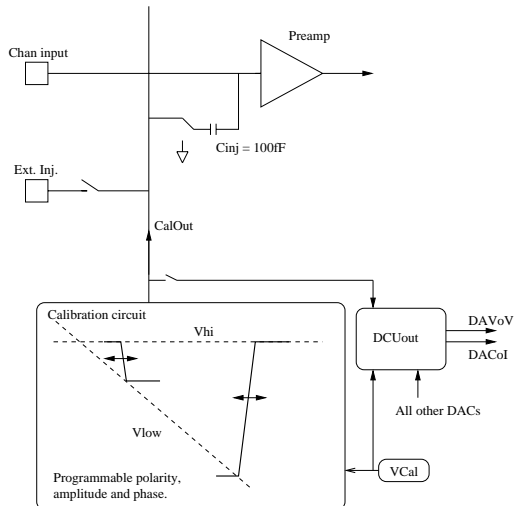 Preamp
Chan input
Cinj = 100fF
Ext. Inj.
CalOut
Calibration circuit
Vhi
Vlow
Programmable polarity,
amplitude and phase.
DCUout
DAVoV
DACoI
All other DACs
VCal